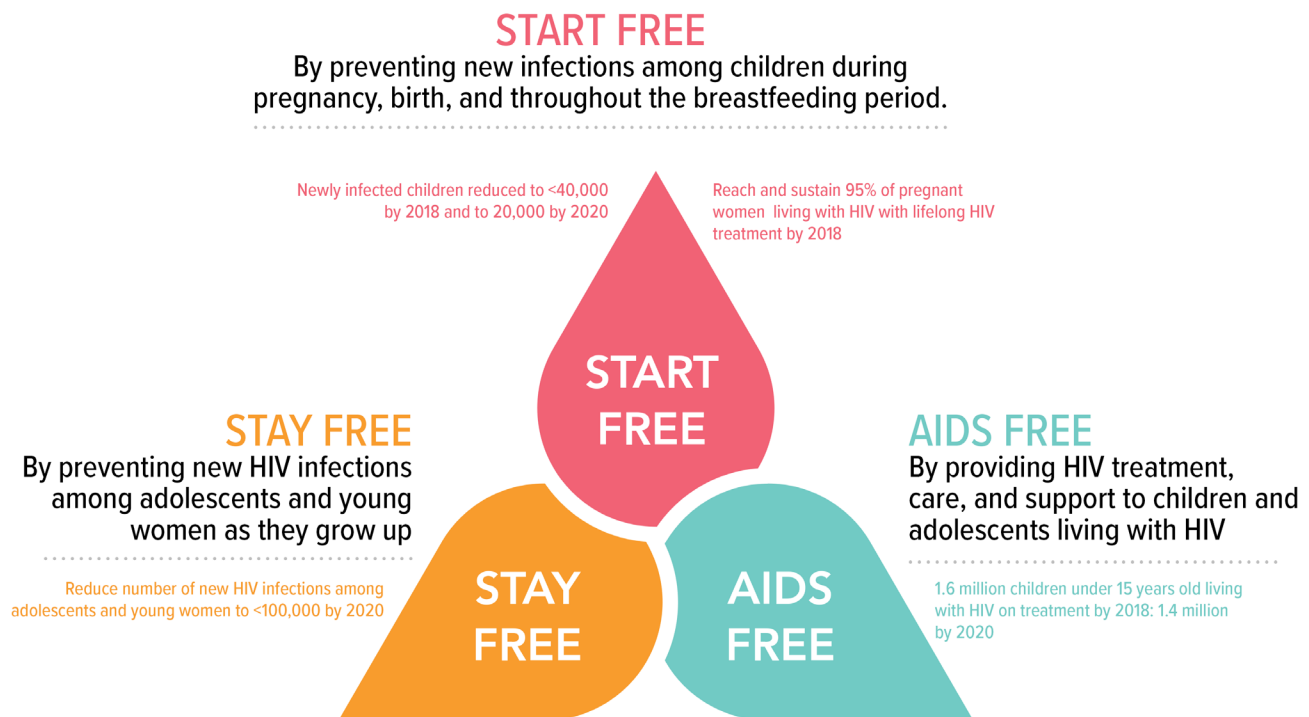 START FREE
By preventing new infections among children during
pregnancy, birth, and throughout the breastfeeding period.
Newly infected children reduced to <40,000
by 2018 and to 20,000 by 2020
Reach and sustain 95% of pregnant
women living with HIV with lifelong HIV
treatment by 2018
START
FREE
STAY FREE
By preventing new HIV infections
among adolescents and young
women as they grow up
Reduce number of new HIV infections among
adolescents and young women to <100,000 by 2020
STAY
FREE
AIDS FREE
By providing HIV treatment,
care, and support to children and
adolescents living with HIV
1.6 million children under 15 years old living
with HIV on treatment by 2018: 1.4 million
by 2020
AIDS
FREE